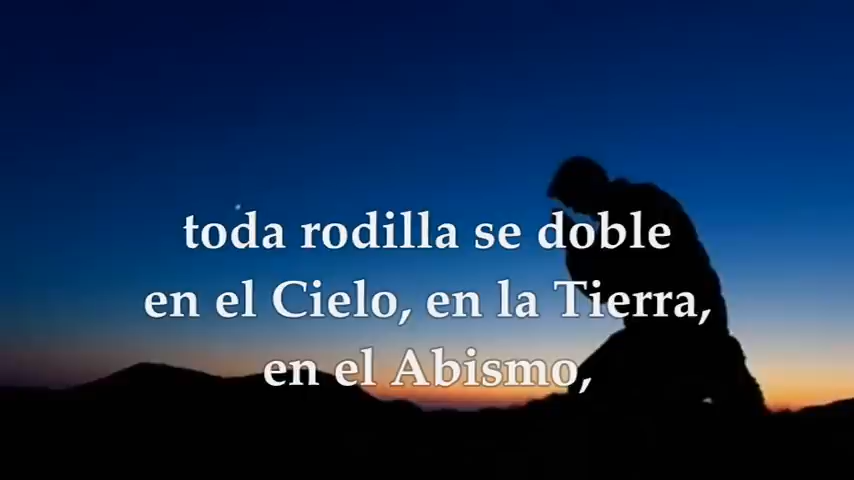 toda rodilla se doble
en el Cielo, en la Tierra,
en el Abismo,